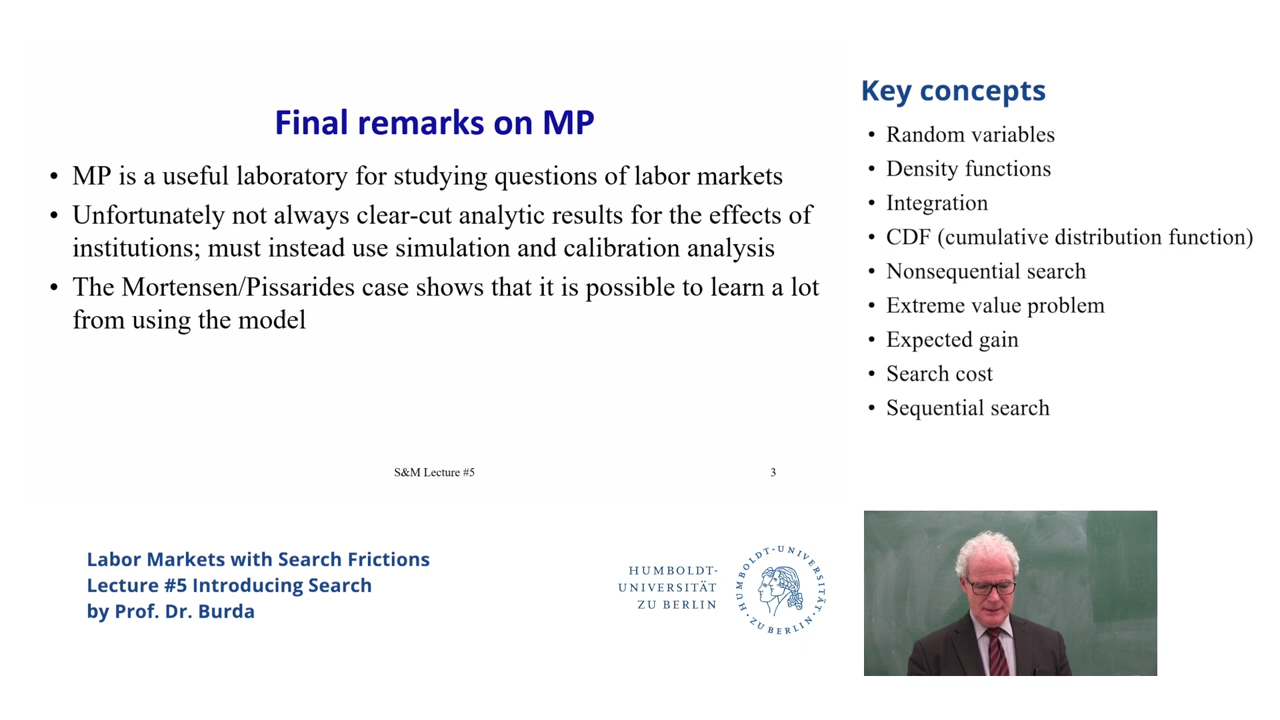 Final remarks on MP
• MP is a useful laboratory for studying questions of labor markets
• Unfortunately not always clear-cut analytic results for the effects of
institutions; must instead use simulation and calibration analysis
• The Mortensen/Pissarides case shows that it is possible to learn a lot
from using the model
S&M Lecture #5
3
Key concepts
• Random variables
• Density functions
• Integration
• CDF (cumulative distribution function)
• Nonsequential search
• Extreme value problem
• Expected gain
• Search cost
• Sequential search
Labor Markets with Search Frictions
Lecture #5 Introducing Search
by Prof. Dr. Burda
HUMBOLDT-
UNIVERSITÄT
ZU BERLIN
HUMBOLDT-UNIVERSITÄT
· ZU BERLIN ·